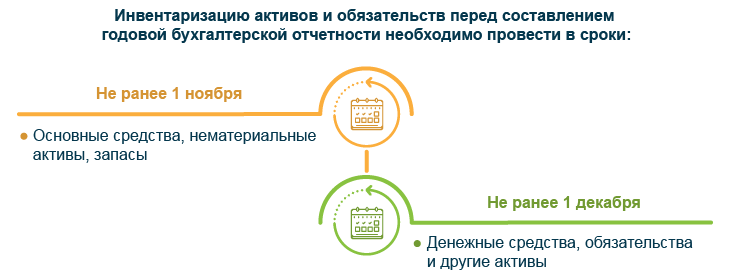 Инвентаризацию активов и обязательств перед составлением
годовой бухгалтерской отчетности необходимо провести в сроки:
Не ранее 1 ноября
● Основные средства, нематериальные
активы, запасы
Не ранее 1 декабря
● Денежные средства, обязательства
и другие активы